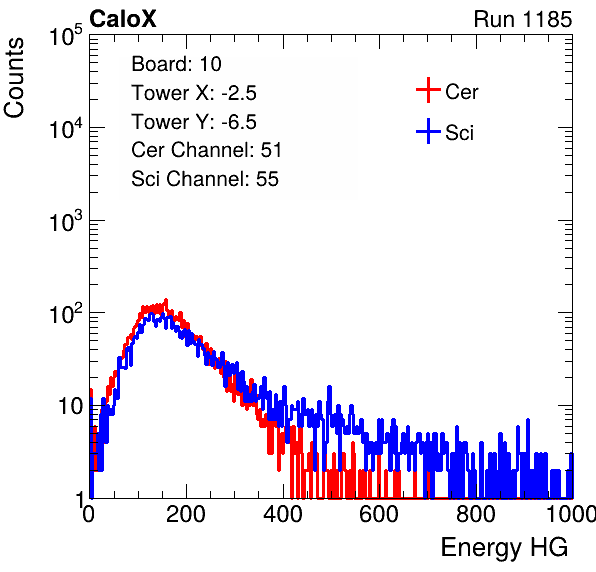 CaloX Run 1185
Counts
10^5
10^4
10^3
10^2
10
1
Board: 10
Tower X: -2.5
Tower Y: -6.5
Cer Channel: 51
Sci Channel: 55
Cer
Sci
0 200 400 600 800 1000
Energy HG